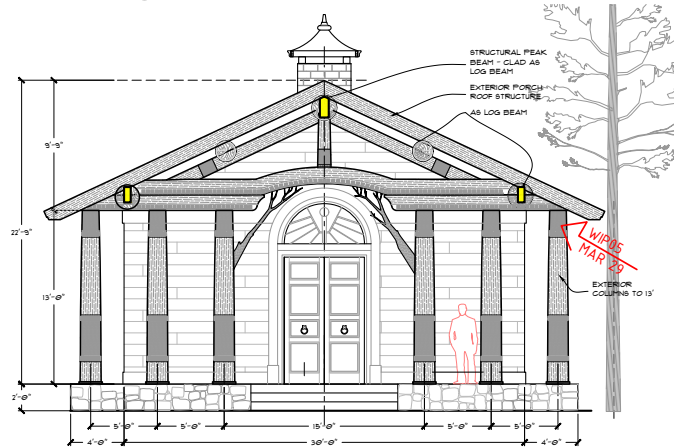 STRUCTURAL PEAK
BEAM - CLAD AS
LOG BEAM
EXTERIOR PORCH
ROOF STRUCTURE
AS LOG BEAM
9'-9"
22'-9"
13'-0"
WIP05
MAR 29
EXTERIOR
COLUMNS TO 13'
2'-0"
5'-0" 5'-0" 15'-0" 5'-0" 5'-0"
4'-0" 30'-0" 4'-0"